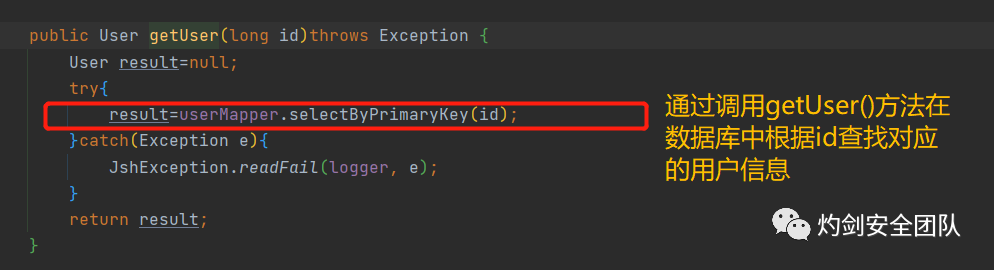 public User getUser(long id)throws Exception {
User result=null;
try{
result=userMapper.selectByPrimaryKey(id);
}catch(Exception e){
JshException.readFail(logger, e);
}
return result;
}
通过调用getUser()方法在
数据库中根据id查找对应
的用户信息
灼剑安全团队